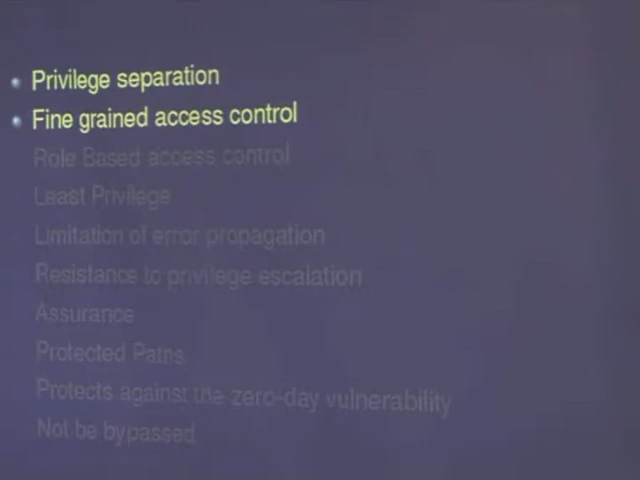 Privilege separation
Fine grained access control
Role Based access control
Least Privilege
Limitation of error propagation
Resistance to privilege escalation
Assurance
Protected Paths
Protects against the zero-day vulnerability
Not be bypassed